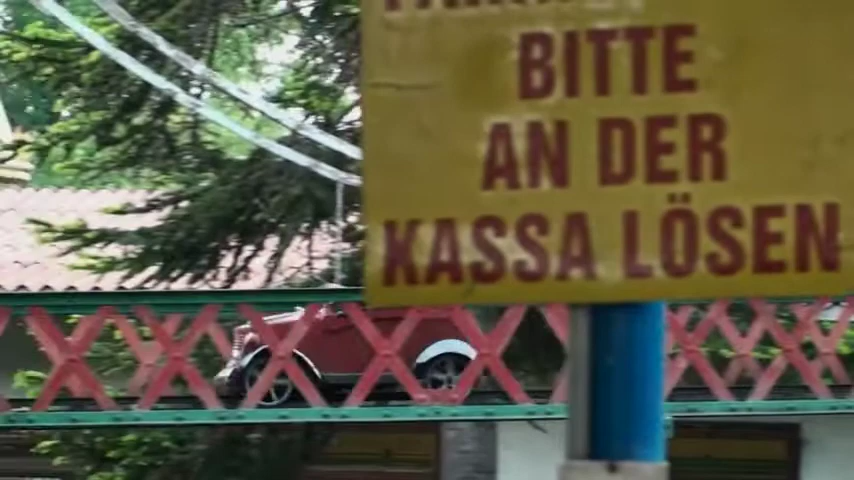 BITTE
AN DER
KASSA LÖSEN